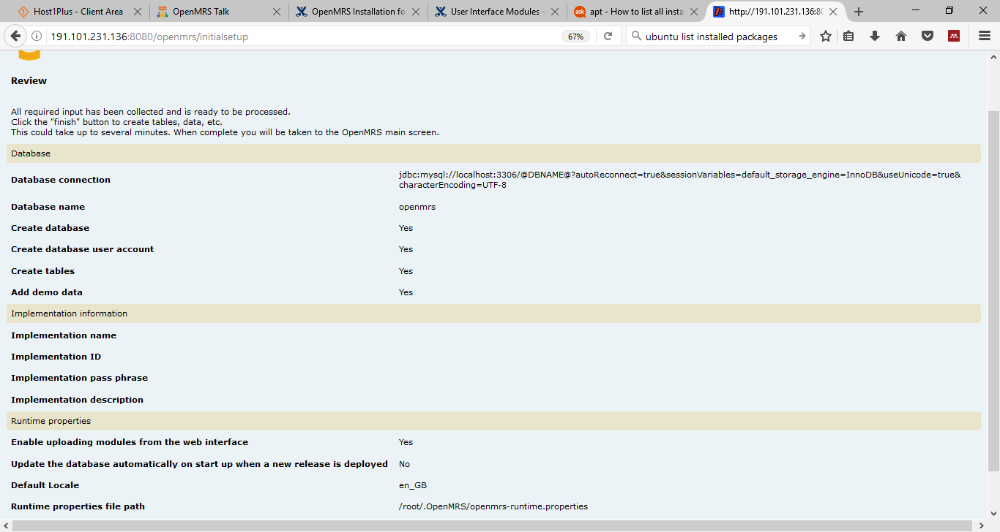 Host1Plus - Client Area
OpenMRS Talk
OpenMRS Installation fo
User Interface Modules -
apt - How to list all insta
http://191.101.231.136:80
191.101.231.136:8080/openmrs/initialsetup
67%
ubuntu list installed packages
Review
All required input has been collected and is ready to be processed.
Click the "finish" button to create tables, data, etc.
This could take up to several minutes. When complete you will be taken to the OpenMRS main screen.
Database
Database connection
jdbc:mysql://localhost:3306/@DBNAME@?autoReconnect=true&sessionVariables=default_storage_engine=InnoDB&useUnicode=true&
characterEncoding=UTF-8
Database name openmrs
Create database Yes
Create database user account Yes
Create tables Yes
Add demo data Yes
Implementation information
Implementation name
Implementation ID
Implementation pass phrase
Implementation description
Runtime properties
Enable uploading modules from the web interface Yes
Update the database automatically on start up when a new release is deployed No
Default Locale en_GB
Runtime properties file path /root/.OpenMRS/openmrs-runtime.properties